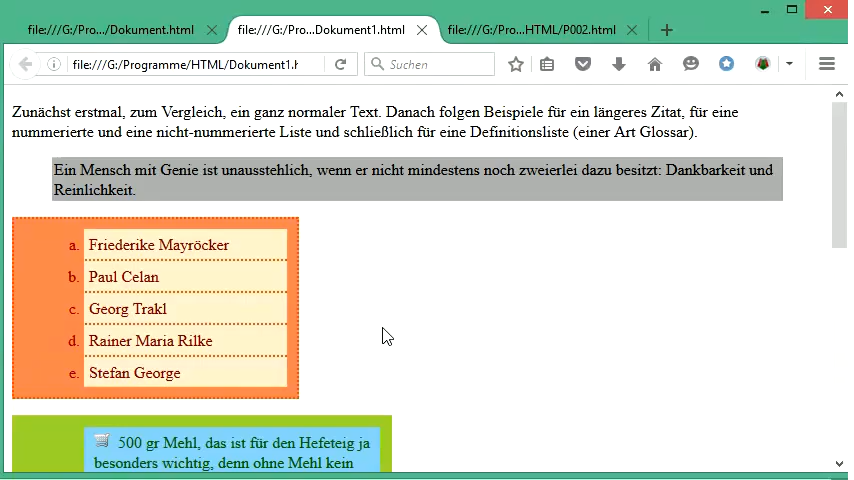 file:///G:/Pro.../Dokument.html
file:///G:/Pro...Dokument1.html
file:///G:/Pro...HTML/P002.html
file:///G:/Programme/HTML/Dokument1.h
Suchen
Zunächst erstmal, zum Vergleich, ein ganz normaler Text. Danach folgen Beispiele für ein längeres Zitat, für eine
nummerierte und eine nicht-nummerierte Liste und schließlich für eine Definitionsliste (einer Art Glossar).
Ein Mensch mit Genie ist unausstehlich, wenn er nicht mindestens noch zweierlei dazu besitzt: Dankbarkeit und
Reinlichkeit.
a. Friederike Mayröcker
b. Paul Celan
c. Georg Trakl
d. Rainer Maria Rilke
e. Stefan George
500 gr Mehl, das ist für den Hefeteig ja
besonders wichtig, denn ohne Mehl kein